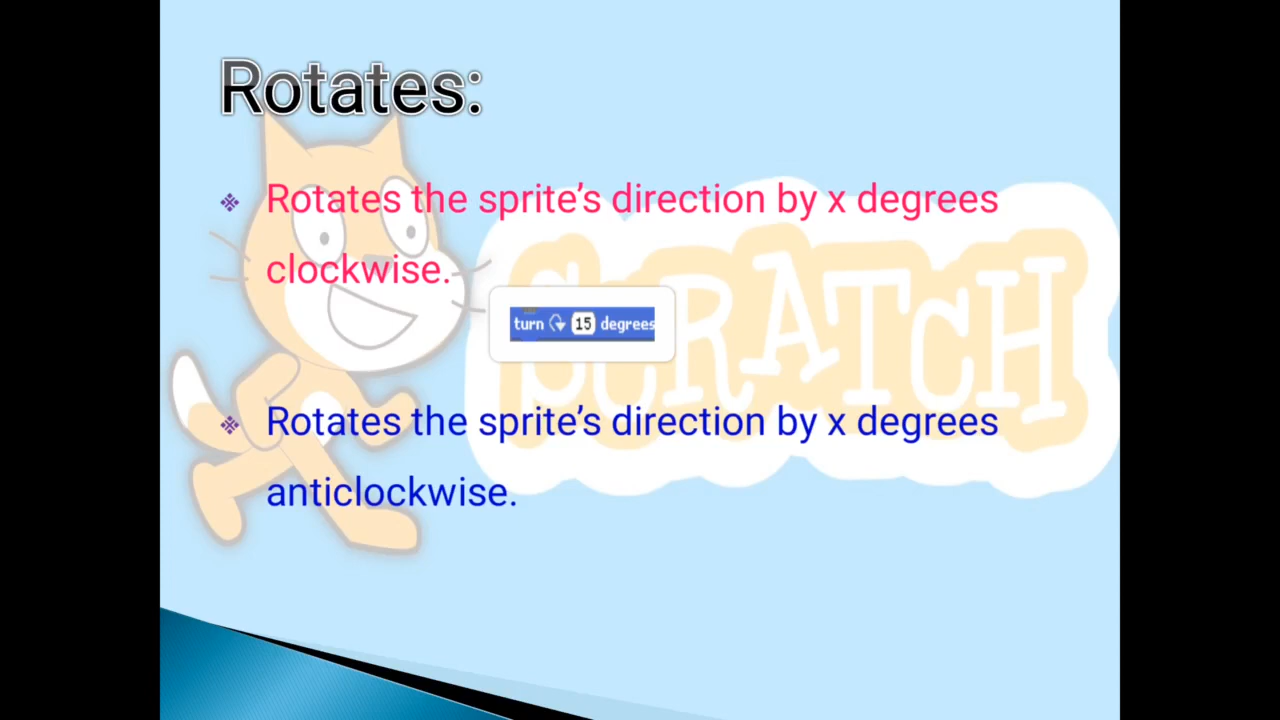 Rotates:
Rotates the sprite’s direction by x degrees
clockwise.
turn 15 degrees
SCRATCH
Rotates the sprite’s direction by x degrees
anticlockwise.